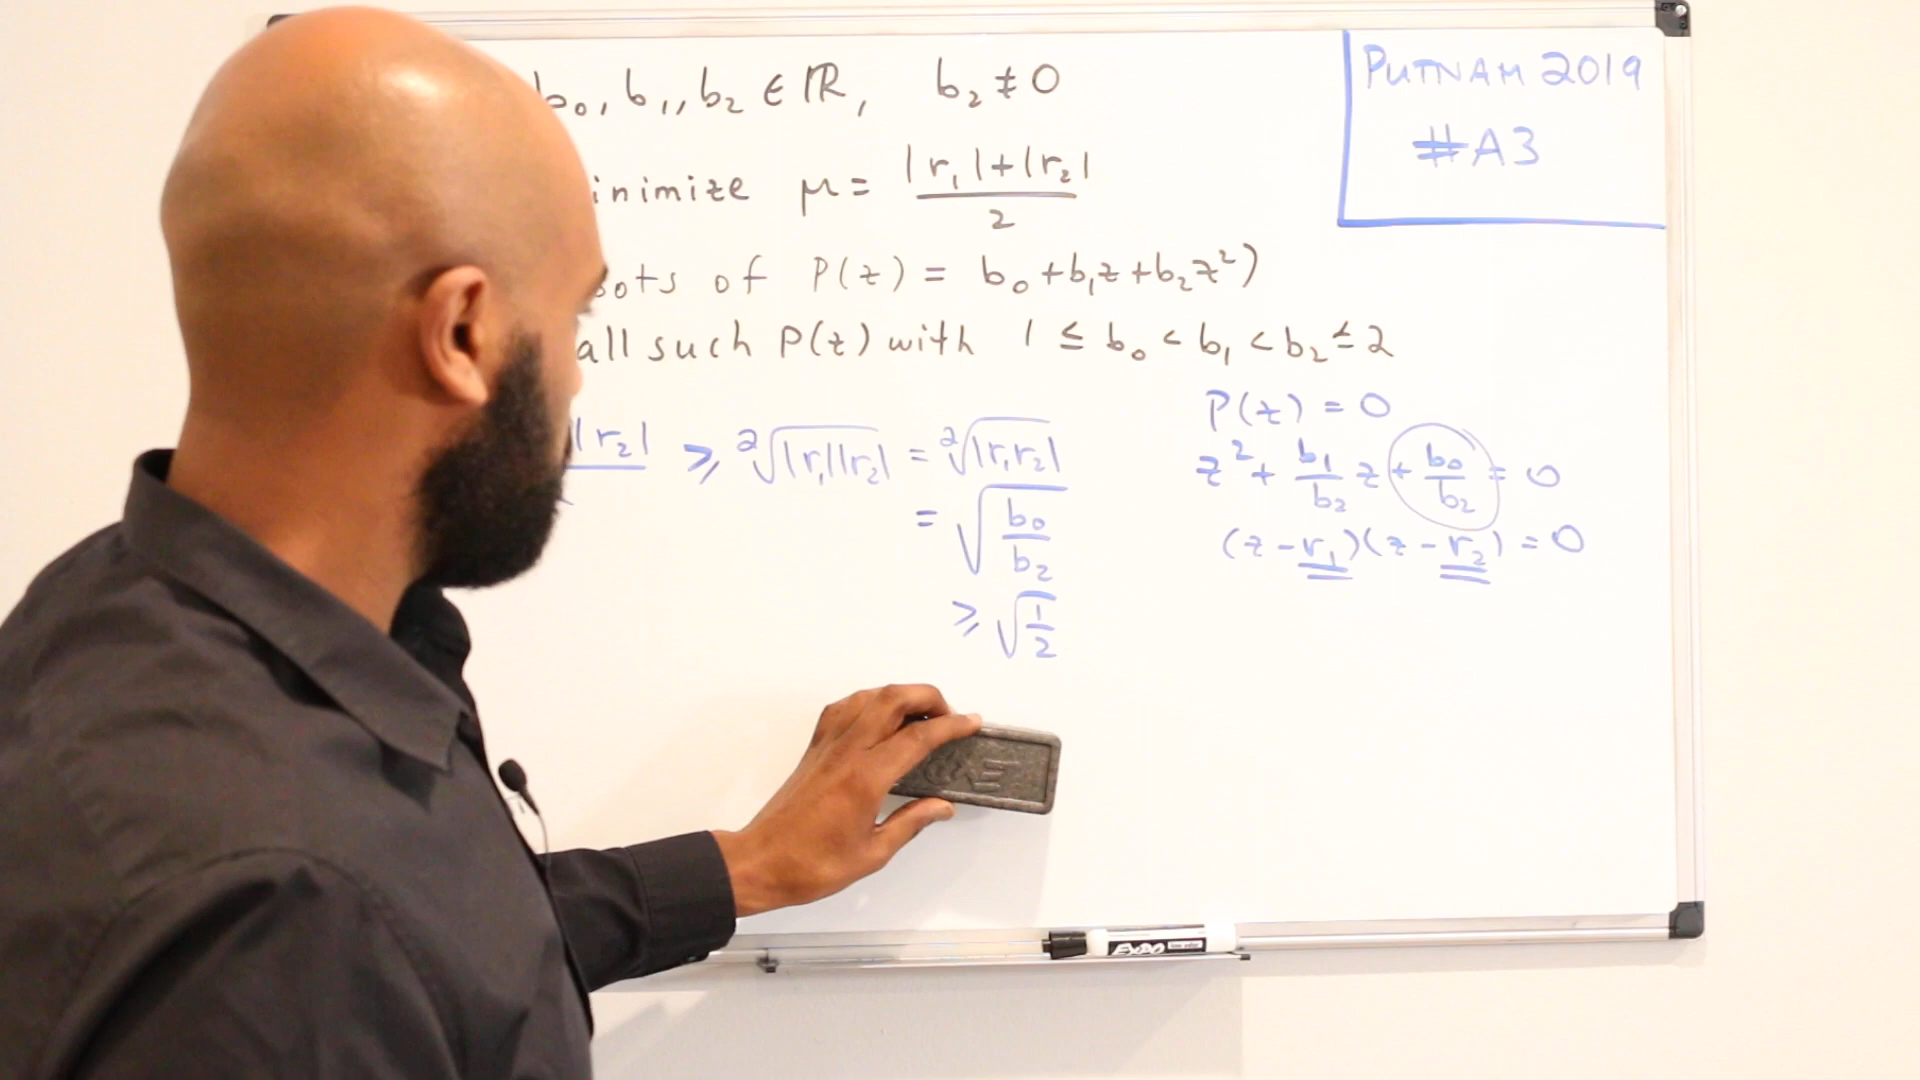 b₀, b₁, b₂ ∈ ℝ, b₂ ≠ 0
inimize μ = (|r₁| + |r₂|)/2
oots of P(z) = b₀ + b₁z + b₂z²)
all such P(z) with 1 ≤ b₀ < b₁ < b₂ ≤ 2
PUTNAM 2019
#A3
|r₂| ≥ ²√(|r₁||r₂|) = ²√(|r₁r₂|)
= √(b₀/b₂)
≥ √(1/2)
P(z) = 0
z² + b₁/b₂ z + b₀/b₂ = 0
(z - r₁)(z - r₂) = 0
EXPO